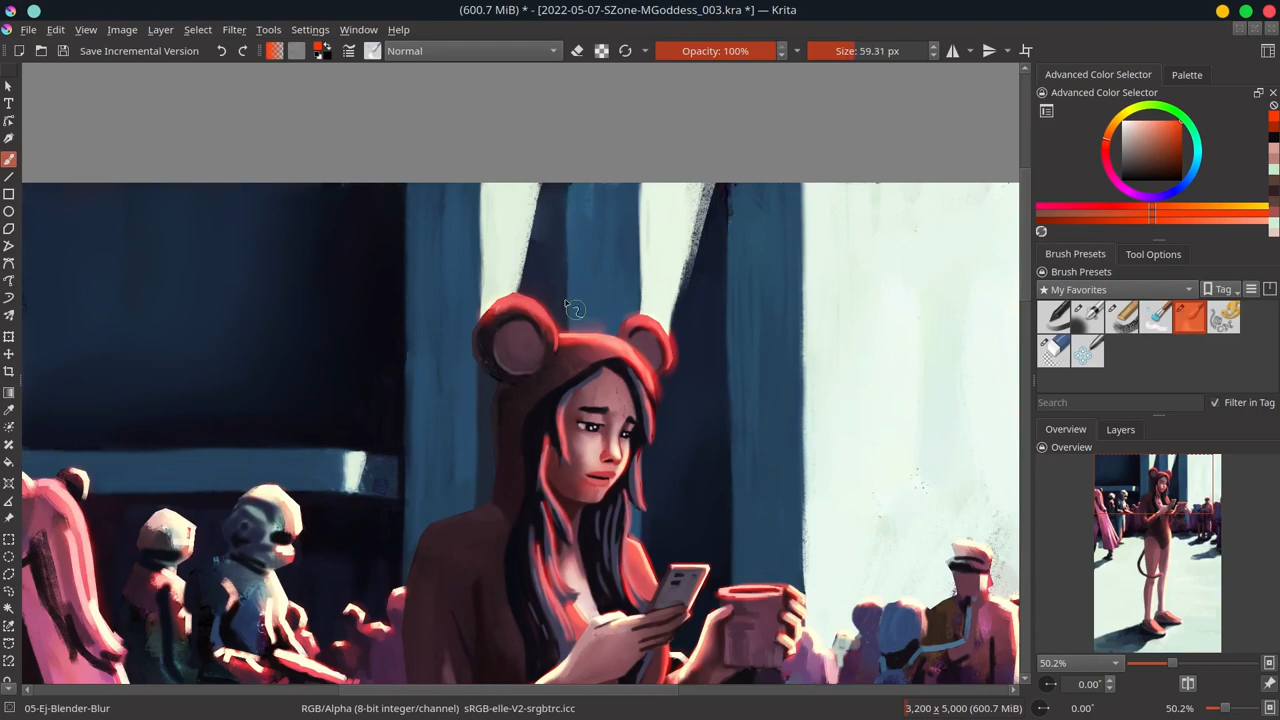 (600.7 MiB) * - [2022-05-07-SZone-MGoddess_003.kra *] — Krita
File Edit View Image Layer Select Filter Tools Settings Window Help
Save Incremental Version Normal Opacity: 100% Size: 59.31 px
Advanced Color Selector Palette
Advanced Color Selector
Brush Presets Tool Options
Brush Presets
★ My Favorites Tag
Search Filter in Tag
Overview Layers
Overview
50.2%
0.00°
05-Ej-Blender-Blur RGB/Alpha (8-bit integer/channel) sRGB-elle-V2-srgbtrc.icc 3,200 x 5,000 (600.7 MiB) 0.00° 50.2%